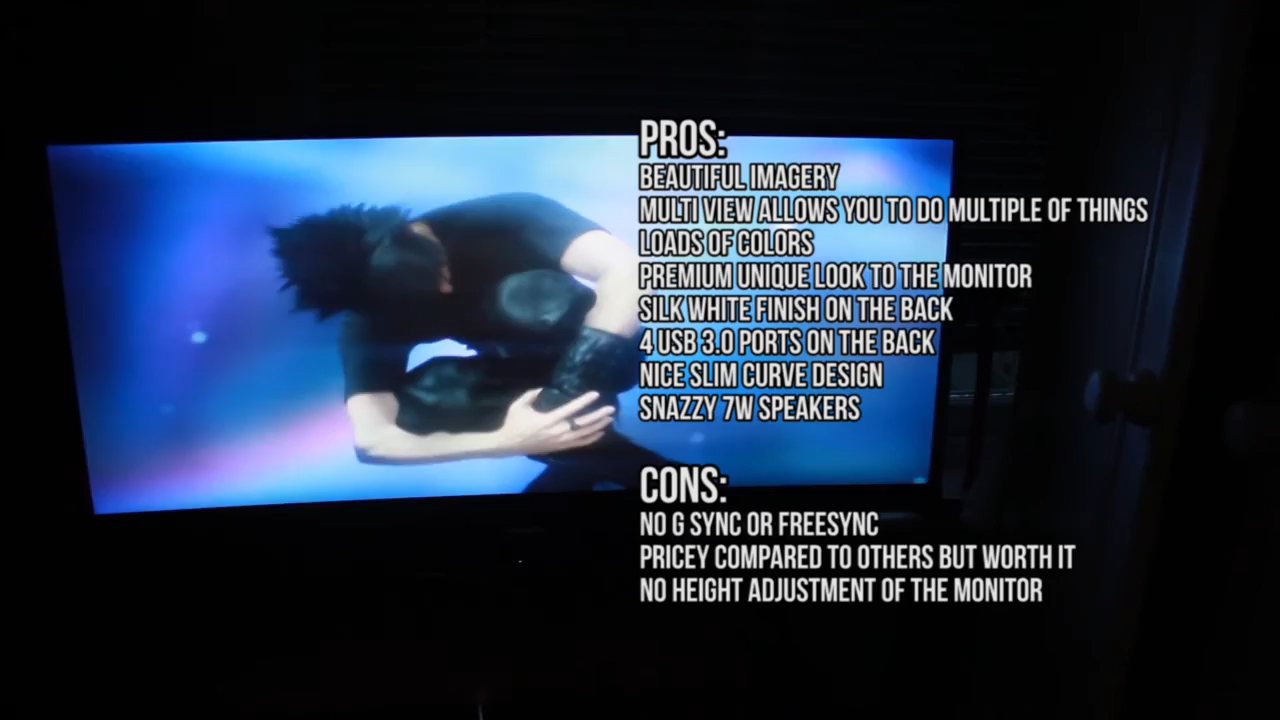 PROS:
BEAUTIFUL IMAGERY
MULTI VIEW ALLOWS YOU TO DO MULTIPLE OF THINGS
LOADS OF COLORS
PREMIUM UNIQUE LOOK TO THE MONITOR
SILK WHITE FINISH ON THE BACK
4 USB 3.0 PORTS ON THE BACK
NICE SLIM CURVE DESIGN
SNAZZY 7W SPEAKERS
CONS:
NO G SYNC OR FREESYNC
PRICEY COMPARED TO OTHERS BUT WORTH IT
NO HEIGHT ADJUSTMENT OF THE MONITOR